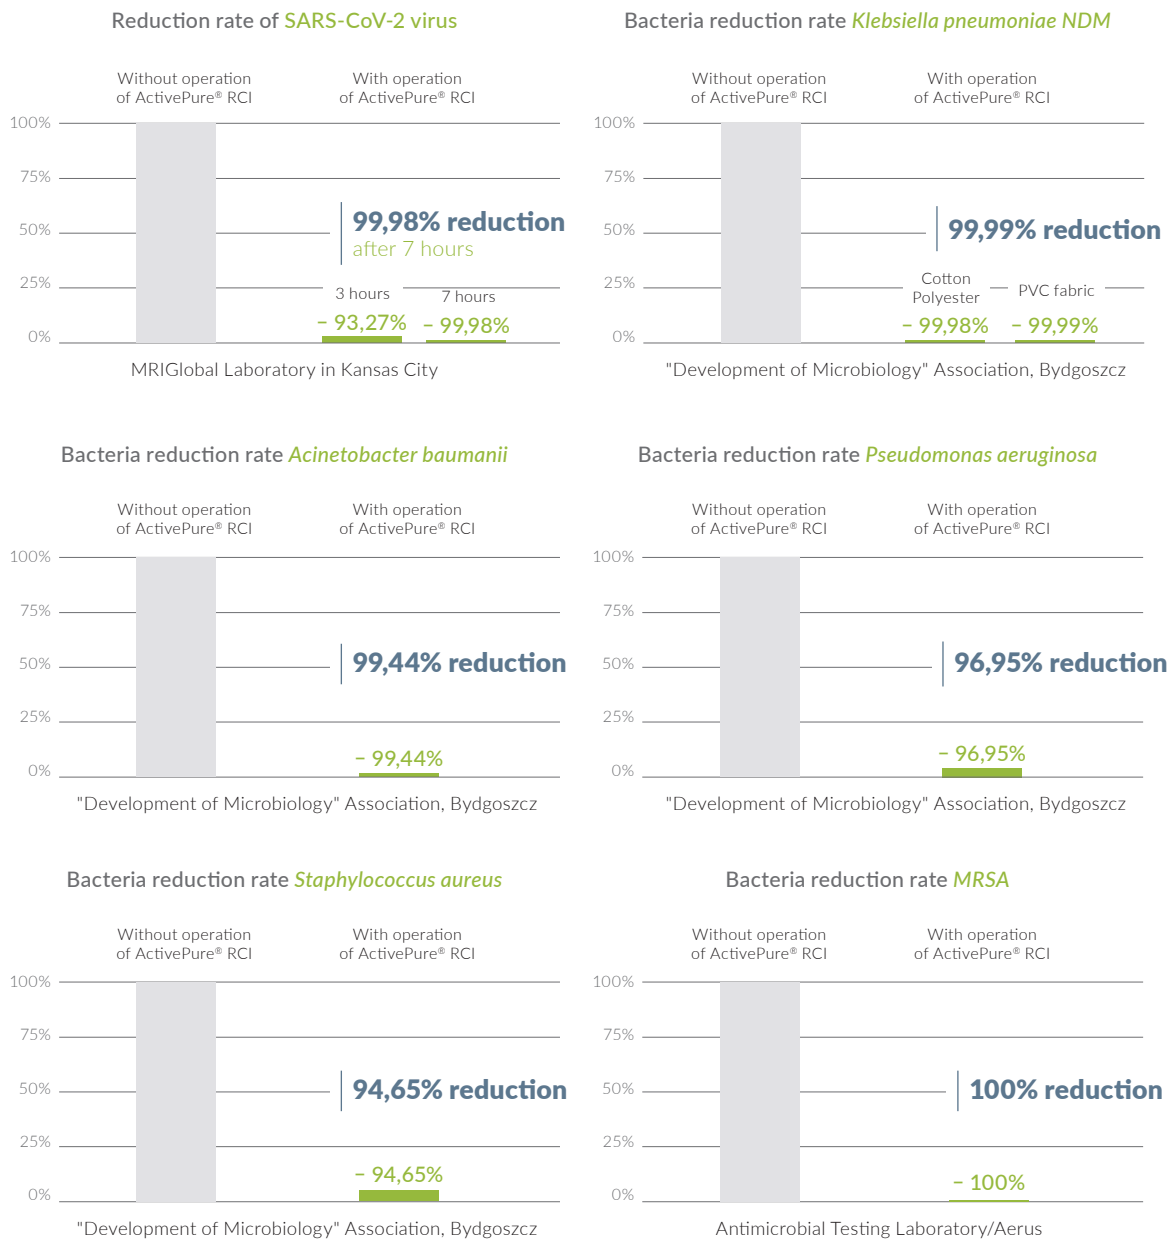 Reduction rate of SARS-CoV-2 virus
Without operation
of ActivePure® RCI
With operation
of ActivePure® RCI
100%
75%
50%
25%
0%
99,98% reduction
after 7 hours
3 hours
– 93,27%
7 hours
– 99,98%
MRIGlobal Laboratory in Kansas City
Bacteria reduction rate Klebsiella pneumoniae NDM
Without operation
of ActivePure® RCI
With operation
of ActivePure® RCI
100%
75%
50%
25%
0%
99,99% reduction
Cotton
Polyester
– 99,98%
PVC fabric
– 99,99%
"Development of Microbiology" Association, Bydgoszcz
Bacteria reduction rate Acinetobacter baumanii
Without operation
of ActivePure® RCI
With operation
of ActivePure® RCI
100%
75%
50%
25%
0%
99,44% reduction
– 99,44%
"Development of Microbiology" Association, Bydgoszcz
Bacteria reduction rate Pseudomonas aeruginosa
Without operation
of ActivePure® RCI
With operation
of ActivePure® RCI
100%
75%
50%
25%
0%
96,95% reduction
– 96,95%
"Development of Microbiology" Association, Bydgoszcz
Bacteria reduction rate Staphylococcus aureus
Without operation
of ActivePure® RCI
With operation
of ActivePure® RCI
100%
75%
50%
25%
0%
94,65% reduction
– 94,65%
"Development of Microbiology" Association, Bydgoszcz
Bacteria reduction rate MRSA
Without operation
of ActivePure® RCI
With operation
of ActivePure® RCI
100%
75%
50%
25%
0%
100% reduction
– 100%
Antimicrobial Testing Laboratory/Aerus